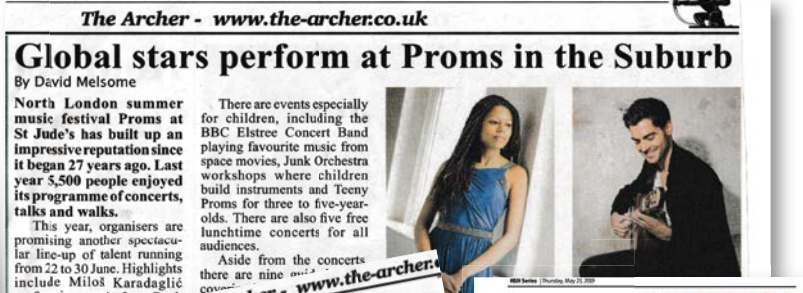 The Archer - www.the-archer.co.uk
Global stars perform at Proms in the Suburb
By David Melsome
North London summer
music festival Proms at
St Jude's has built up an
impressive reputation since
it began 27 years ago. Last
year 5,500 people enjoyed
its programme of concerts,
talks and walks.
This year, organisers are
promising another spectacu-
lar line-up of talent running
from 22 to 30 June. Highlights
include Miloš Karadaglić
There are events especially
for children, including the
BBC Elstree Concert Band
playing favourite music from
space movies, Junk Orchestra
workshops where children
build instruments and Teeny
Proms for three to five-year-
olds. There are also five free
lunchtime concerts for all
audiences.
Aside from the concerts
there are nine
www.the-archer.
Series | Thursday, May 23, 2019